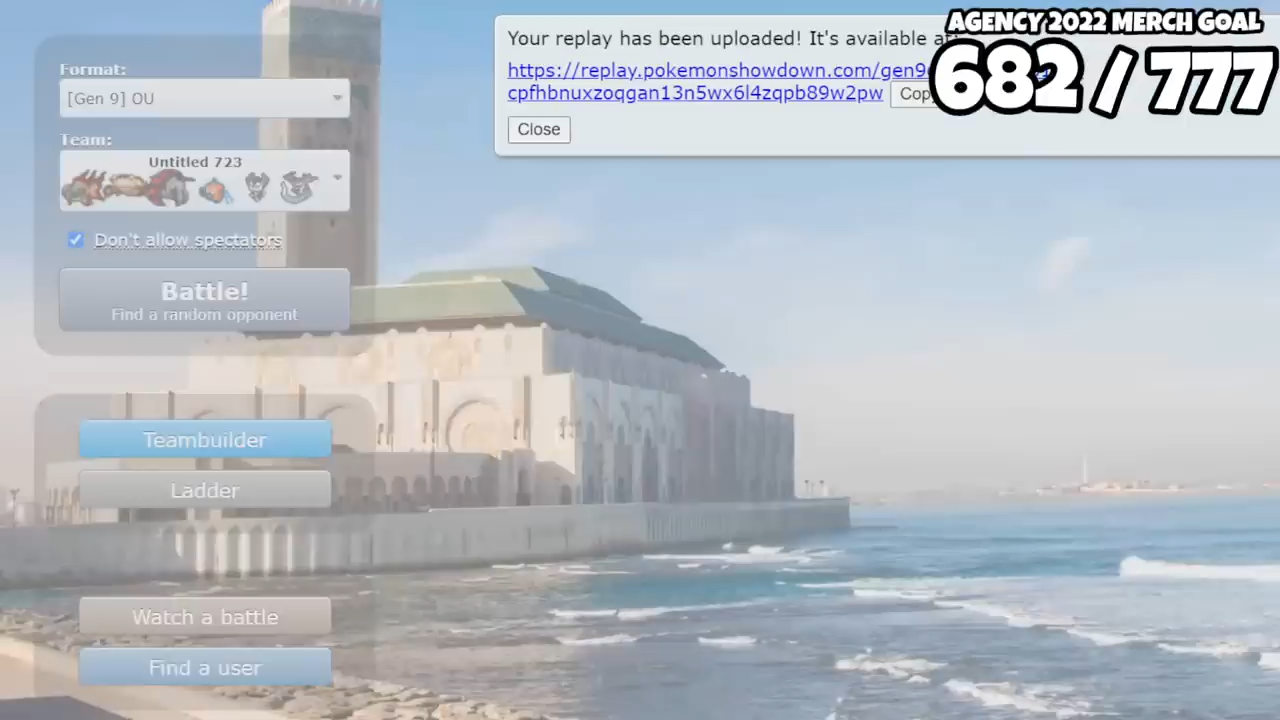 Format:
[Gen 9] OU
Team:
Untitled 723
Don't allow spectators
Battle!
Find a random opponent
Teambuilder
Ladder
Watch a battle
Find a user
Your replay has been uploaded! It's available at
https://replay.pokemonshowdown.com/gen9
cpfhbnuxzoqgan13n5wx6l4zqpb89w2pw
Close
AGENCY 2022 MERCH GOAL
682 / 777